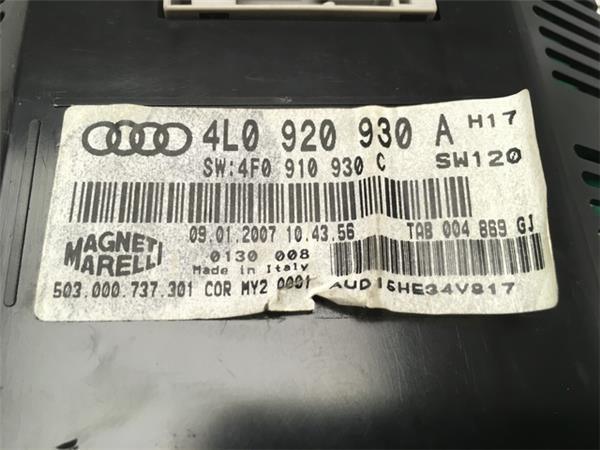 4L0 920 930 A H17
SW:4F0 910 930 C SW120
09.01.2007 10.43.56 TAB 004 869 GJ
MAGNETI MARELLI
0130 008
Made in Italy
503.000.737.301 COR MY2 0001 AUD15HE34V817